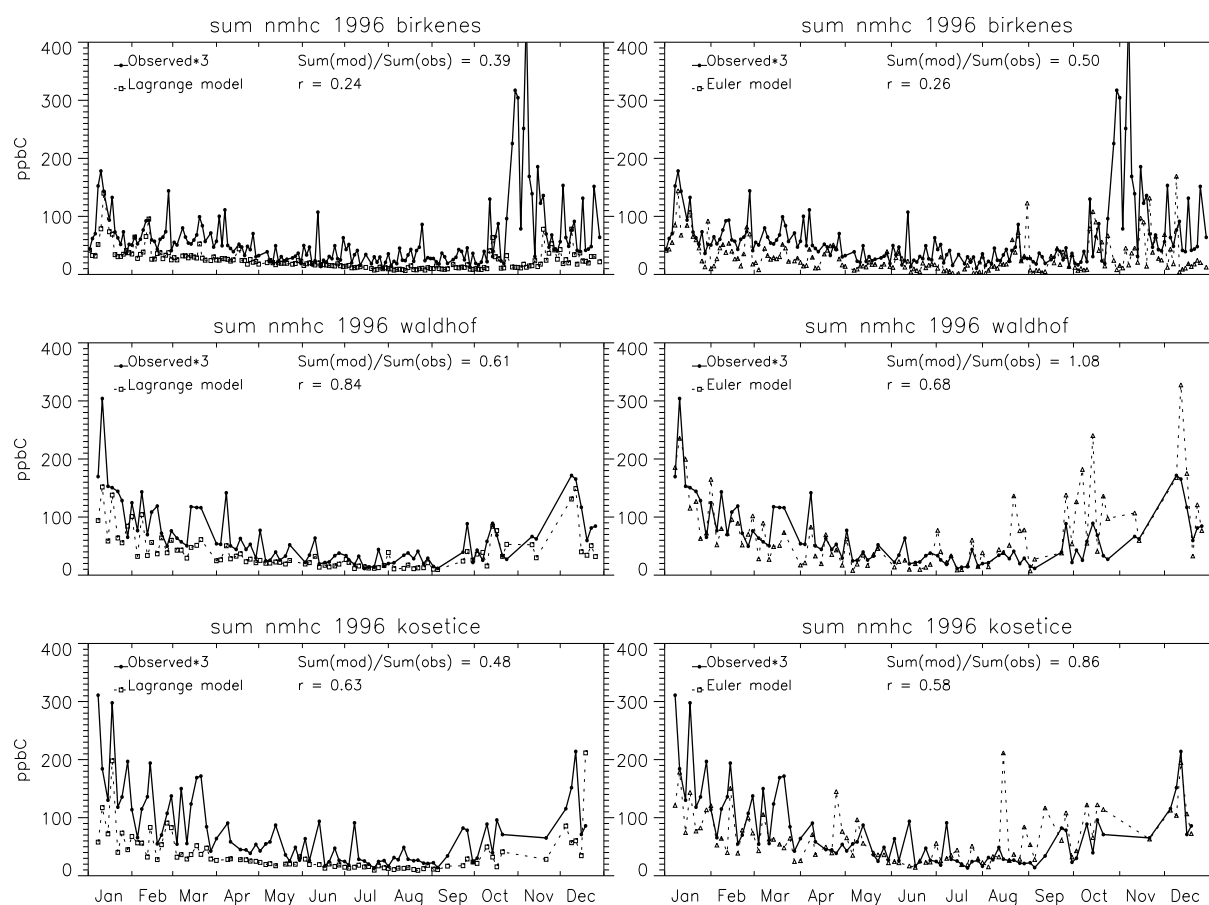 sum nmhc 1996 birkenes
sum nmhc 1996 birkenes
400
300
200
100
0
ppbC
Observed*3
Lagrange model
Sum(mod)/Sum(obs) = 0.39
r = 0.24
400
300
200
100
0
Observed*3
Euler model
Sum(mod)/Sum(obs) = 0.50
r = 0.26
sum nmhc 1996 waldhof
sum nmhc 1996 waldhof
400
300
200
100
0
ppbC
Observed*3
Lagrange model
Sum(mod)/Sum(obs) = 0.61
r = 0.84
400
300
200
100
0
Observed*3
Euler model
Sum(mod)/Sum(obs) = 1.08
r = 0.68
sum nmhc 1996 kosetice
sum nmhc 1996 kosetice
400
300
200
100
0
ppbC
Observed*3
Lagrange model
Sum(mod)/Sum(obs) = 0.48
r = 0.63
400
300
200
100
0
Observed*3
Euler model
Sum(mod)/Sum(obs) = 0.86
r = 0.58
Jan Feb Mar Apr May Jun Jul Aug Sep Oct Nov Dec
Jan Feb Mar Apr May Jun Jul Aug Sep Oct Nov Dec